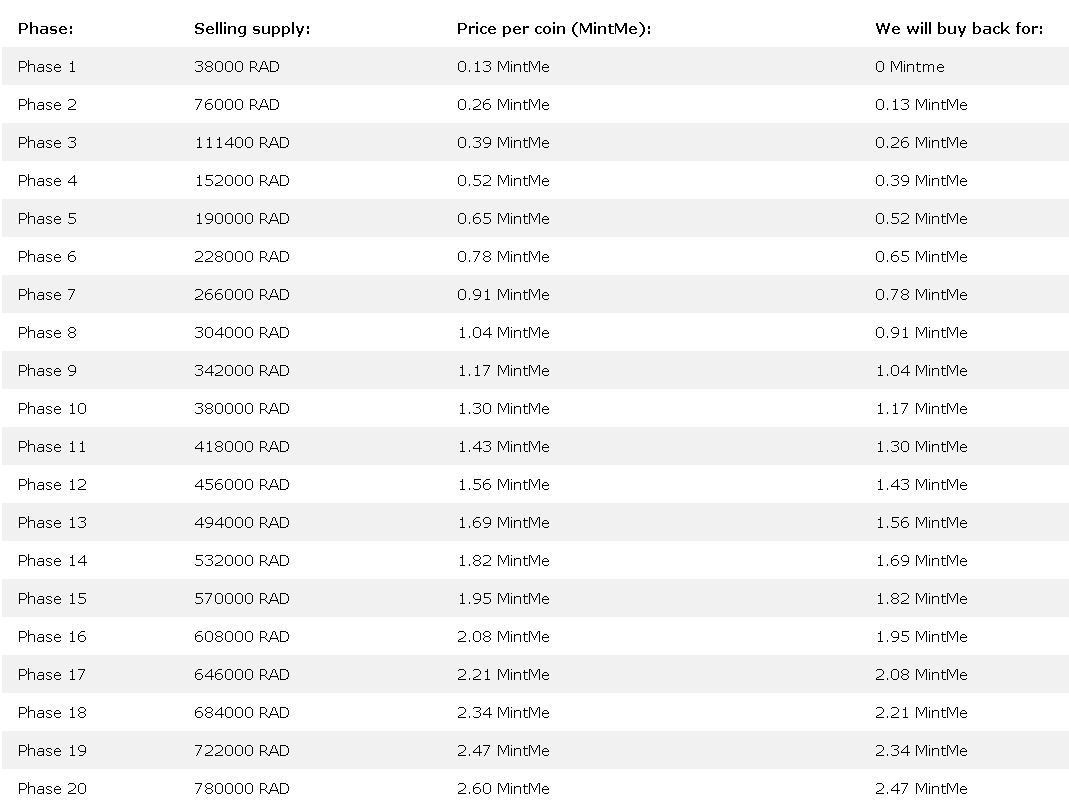 Phase: Selling supply: Price per coin (MintMe): We will buy back for:
Phase 1 38000 RAD 0.13 MintMe 0 Mintme
Phase 2 76000 RAD 0.26 MintMe 0.13 MintMe
Phase 3 111400 RAD 0.39 MintMe 0.26 MintMe
Phase 4 152000 RAD 0.52 MintMe 0.39 MintMe
Phase 5 190000 RAD 0.65 MintMe 0.52 MintMe
Phase 6 228000 RAD 0.78 MintMe 0.65 MintMe
Phase 7 266000 RAD 0.91 MintMe 0.78 MintMe
Phase 8 304000 RAD 1.04 MintMe 0.91 MintMe
Phase 9 342000 RAD 1.17 MintMe 1.04 MintMe
Phase 10 380000 RAD 1.30 MintMe 1.17 MintMe
Phase 11 418000 RAD 1.43 MintMe 1.30 MintMe
Phase 12 456000 RAD 1.56 MintMe 1.43 MintMe
Phase 13 494000 RAD 1.69 MintMe 1.56 MintMe
Phase 14 532000 RAD 1.82 MintMe 1.69 MintMe
Phase 15 570000 RAD 1.95 MintMe 1.82 MintMe
Phase 16 608000 RAD 2.08 MintMe 1.95 MintMe
Phase 17 646000 RAD 2.21 MintMe 2.08 MintMe
Phase 18 684000 RAD 2.34 MintMe 2.21 MintMe
Phase 19 722000 RAD 2.47 MintMe 2.34 MintMe
Phase 20 780000 RAD 2.60 MintMe 2.47 MintMe